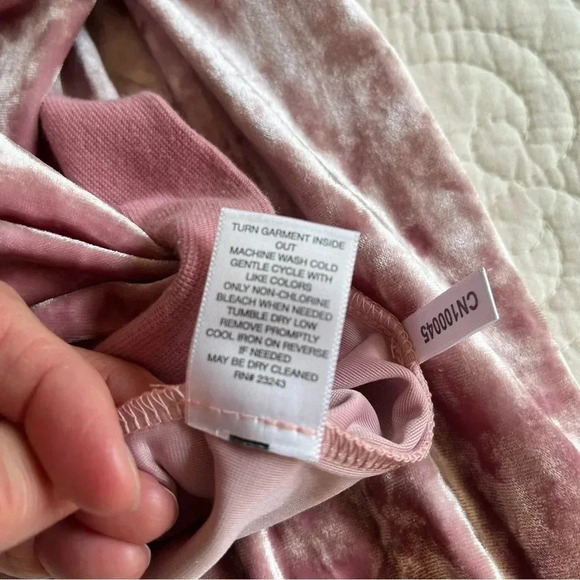 TURN GARMENT INSIDE
OUT
MACHINE WASH COLD
GENTLE CYCLE WITH
LIKE COLORS
ONLY NON-CHLORINE
BLEACH WHEN NEEDED
TUMBLE DRY LOW
REMOVE PROMPTLY
COOL IRON ON REVERSE
IF NEEDED
MAY BE DRY CLEANED
RN# 23243
CN100045